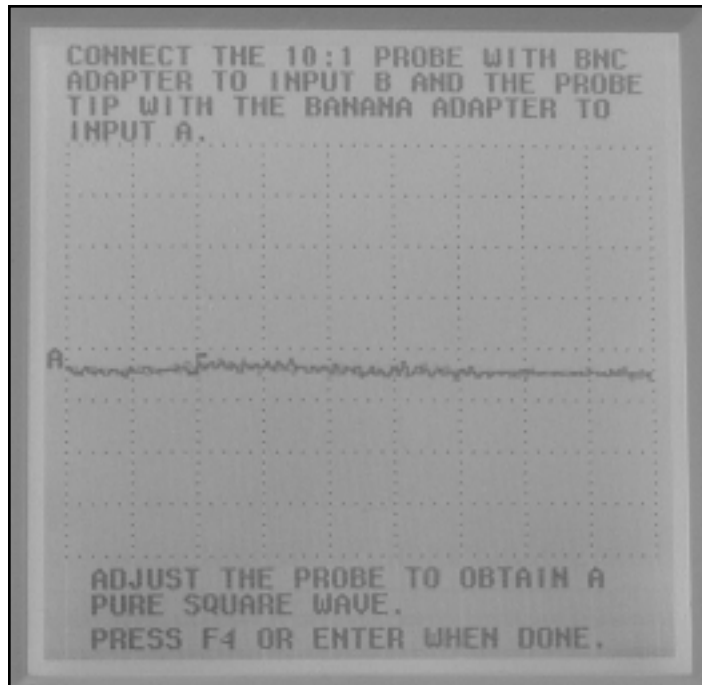 CONNECT THE 10:1 PROBE WITH BNC
ADAPTER TO INPUT B AND THE PROBE
TIP WITH THE BANANA ADAPTER TO
INPUT A.
A
ADJUST THE PROBE TO OBTAIN A
PURE SQUARE WAVE.
PRESS F4 OR ENTER WHEN DONE.